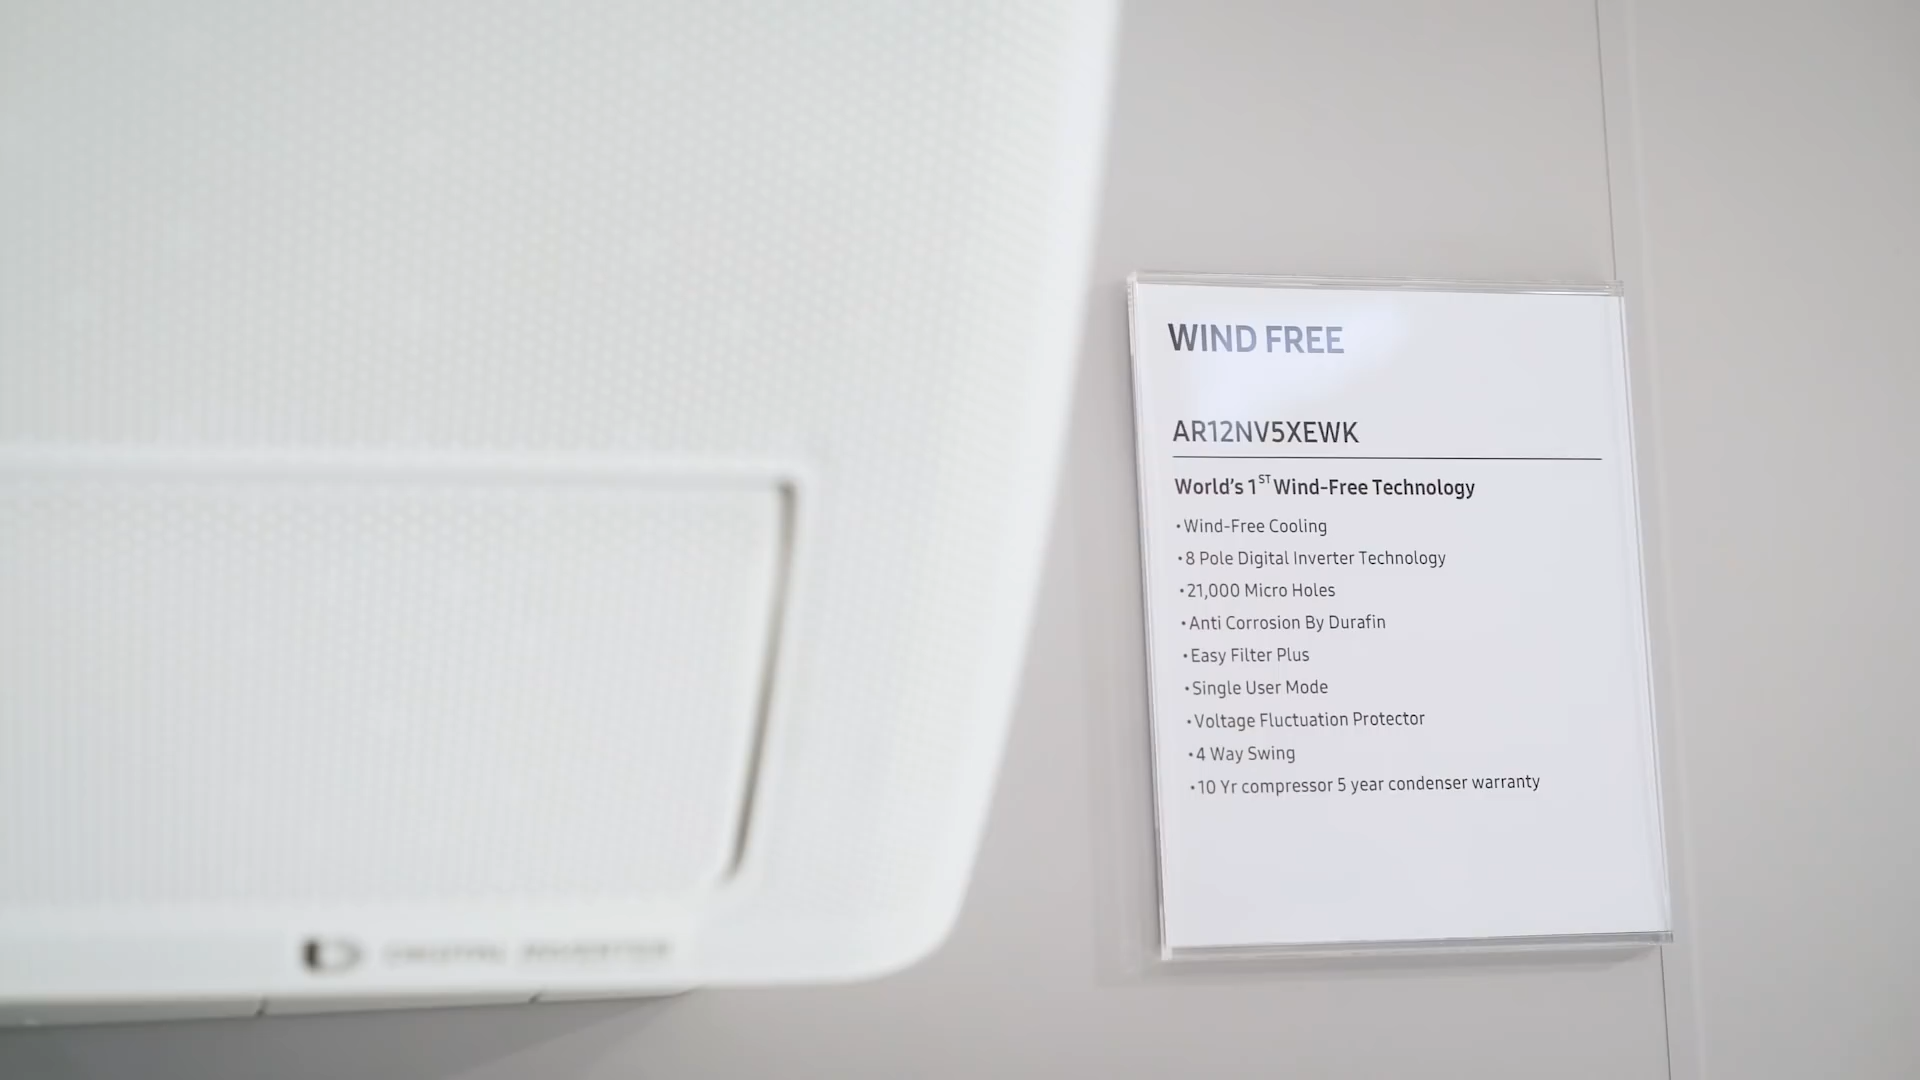 WIND FREE
AR12NV5XEWK
World's 1ST Wind-Free Technology
•Wind-Free Cooling
•8 Pole Digital Inverter Technology
•21,000 Micro Holes
•Anti Corrosion By Durafin
•Easy Filter Plus
•Single User Mode
•Voltage Fluctuation Protector
•4 Way Swing
•10 Yr compressor 5 year condenser warranty
DIGITAL INVERTER